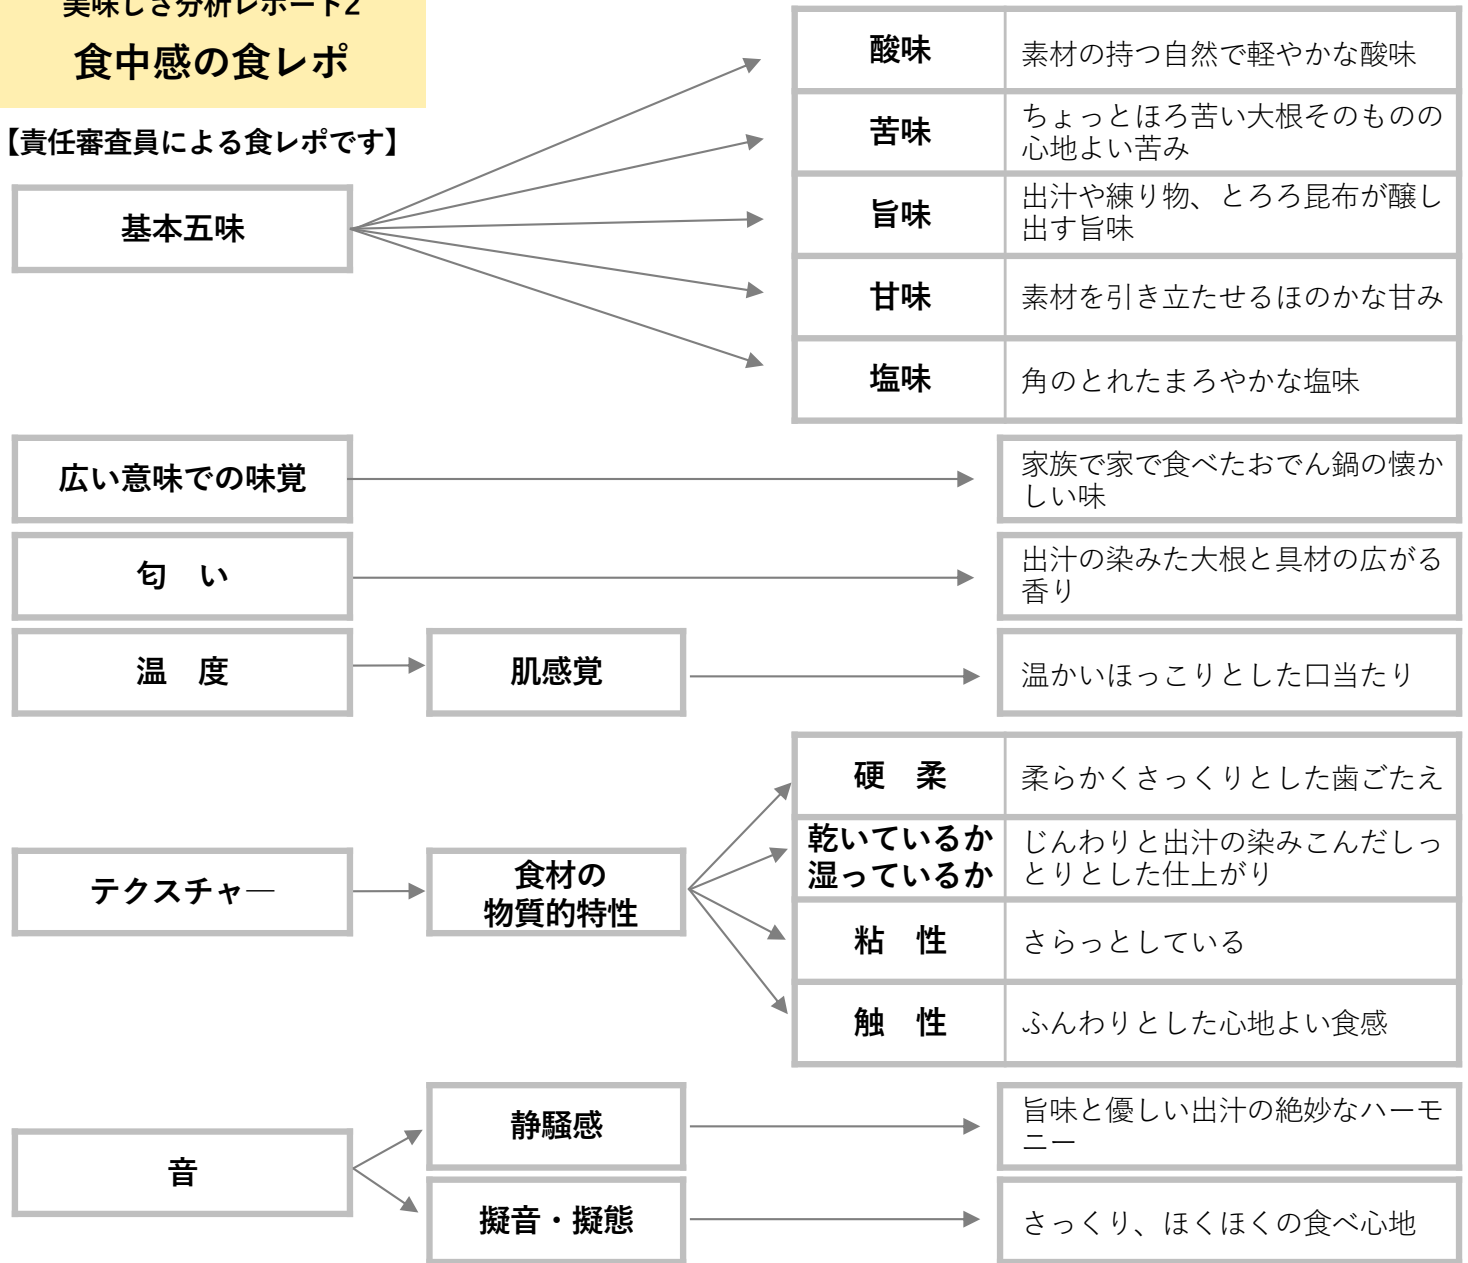 美味しさ分析レポート2
食中感の食レポ
【責任審査員による食レポです】
基本五味
酸味
素材の持つ自然で軽やかな酸味
苦味
ちょっとほろ苦い大根そのものの
心地よい苦み
旨味
出汁や練り物、とろろ昆布が醸し
出す旨味
甘味
素材を引き立たせるほのかな甘み
塩味
角のとれたまろやかな塩味
広い意味での味覚
家族で家で食べたおでん鍋の懐か
しい味
匂　い
出汁の染みた大根と具材の広がる
香り
温　度
肌感覚
温かいほっこりとした口当たり
テクスチャ―
食材の
物質的特性
硬　柔
柔らかくさっくりとした歯ごたえ
乾いているか
湿っているか
じんわりと出汁の染みこんだしっ
とりとした仕上がり
粘　性
さらっとしている
触　性
ふんわりとした心地よい食感
音
静騒感
旨味と優しい出汁の絶妙なハーモ
ニー
擬音・擬態
さっくり、ほくほくの食べ心地